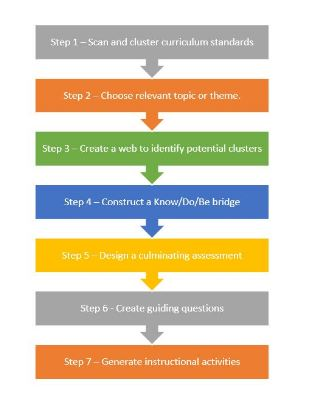 Step 1 – Scan and cluster curriculum standards
Step 2 – Choose relevant topic or theme.
Step 3 – Create a web to identify potential clusters
Step 4 – Construct a Know/Do/Be bridge
Step 5 – Design a culminating assessment
Step 6 - Create guiding questions
Step 7 – Generate instructional activities